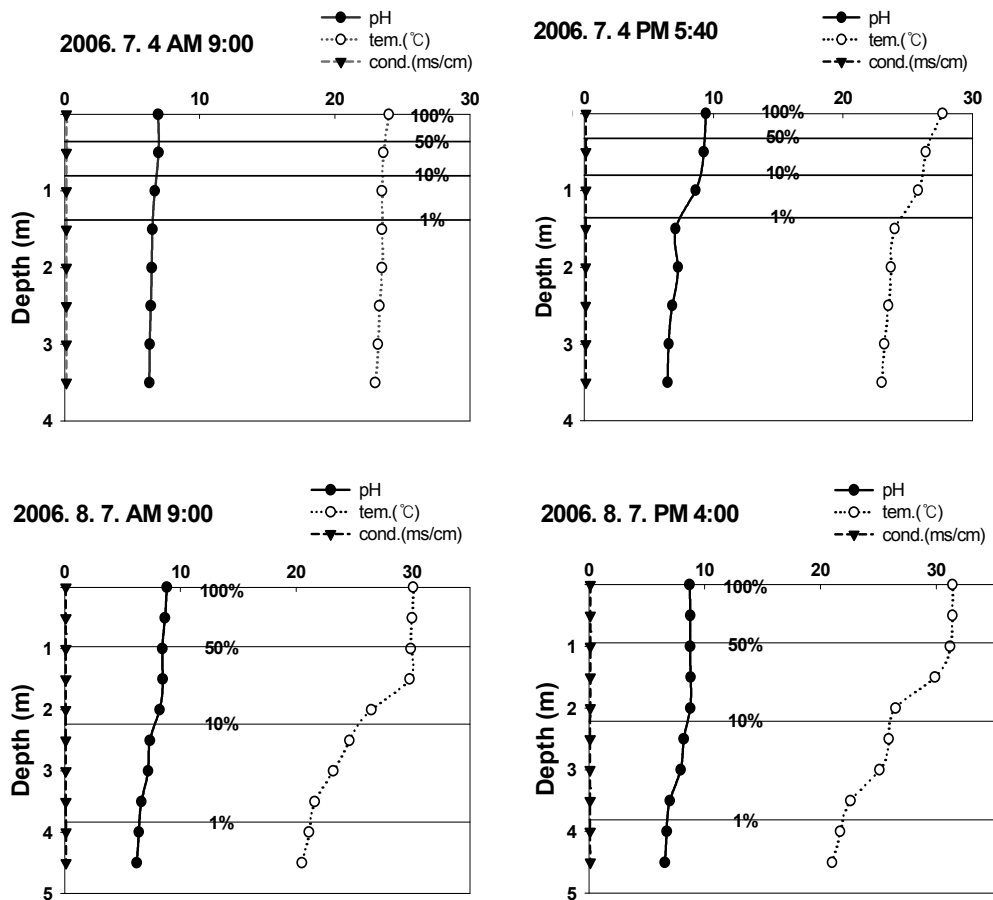 2006. 7. 4 AM 9:00
pH
tem.(℃)
cond.(ms/cm)
0 10 20 30
100%
50%
10%
1%
1
2
3
4
Depth (m)
2006. 7. 4 PM 5:40
pH
tem.(℃)
cond.(ms/cm)
0 10 20 30
100%
50%
10%
1%
1
2
3
4
Depth (m)
2006. 8. 7. AM 9:00
pH
tem.(℃)
cond.(ms/cm)
0 10 20 30
100%
50%
10%
1%
1
2
3
4
5
Depth (m)
2006. 8. 7. PM 4:00
pH
tem.(℃)
cond.(ms/cm)
0 10 20 30
100%
50%
10%
1%
1
2
3
4
5
Depth (m)